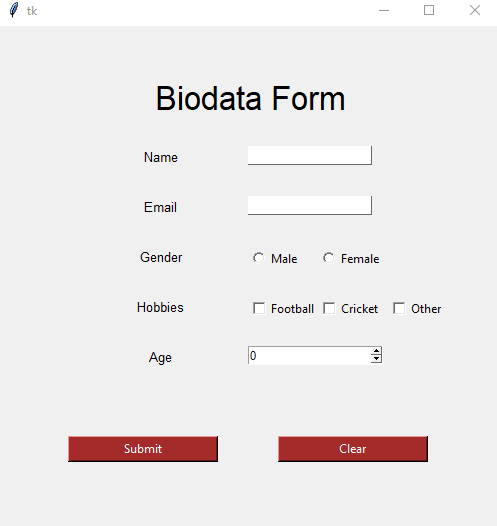 tk
Biodata Form
Name
Email
Gender Male Female
Hobbies Football Cricket Other
Age 0
Submit Clear